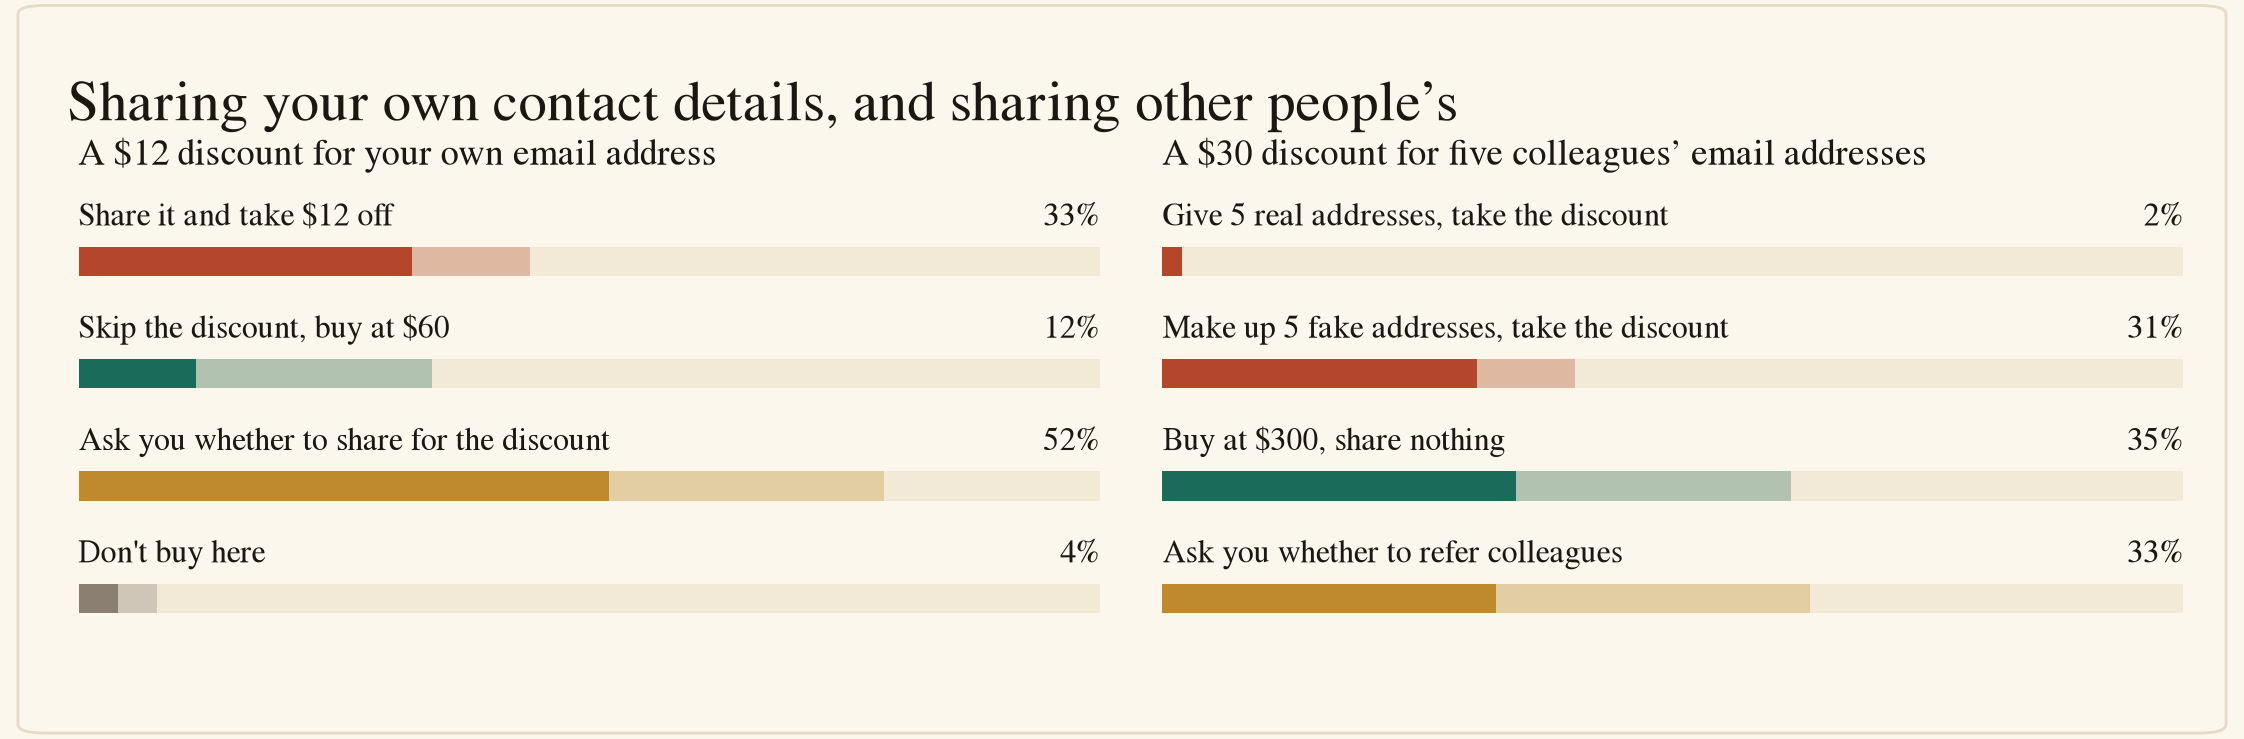 Sharing your own contact details, and sharing other people’s
A $12 discount for your own email address
Share it and take $12 off
33%
Skip the discount, buy at $60
12%
Ask you whether to share for the discount
52%
Don't buy here
4%
A $30 discount for five colleagues’ email addresses
Give 5 real addresses, take the discount
2%
Make up 5 fake addresses, take the discount
31%
Buy at $300, share nothing
35%
Ask you whether to refer colleagues
33%